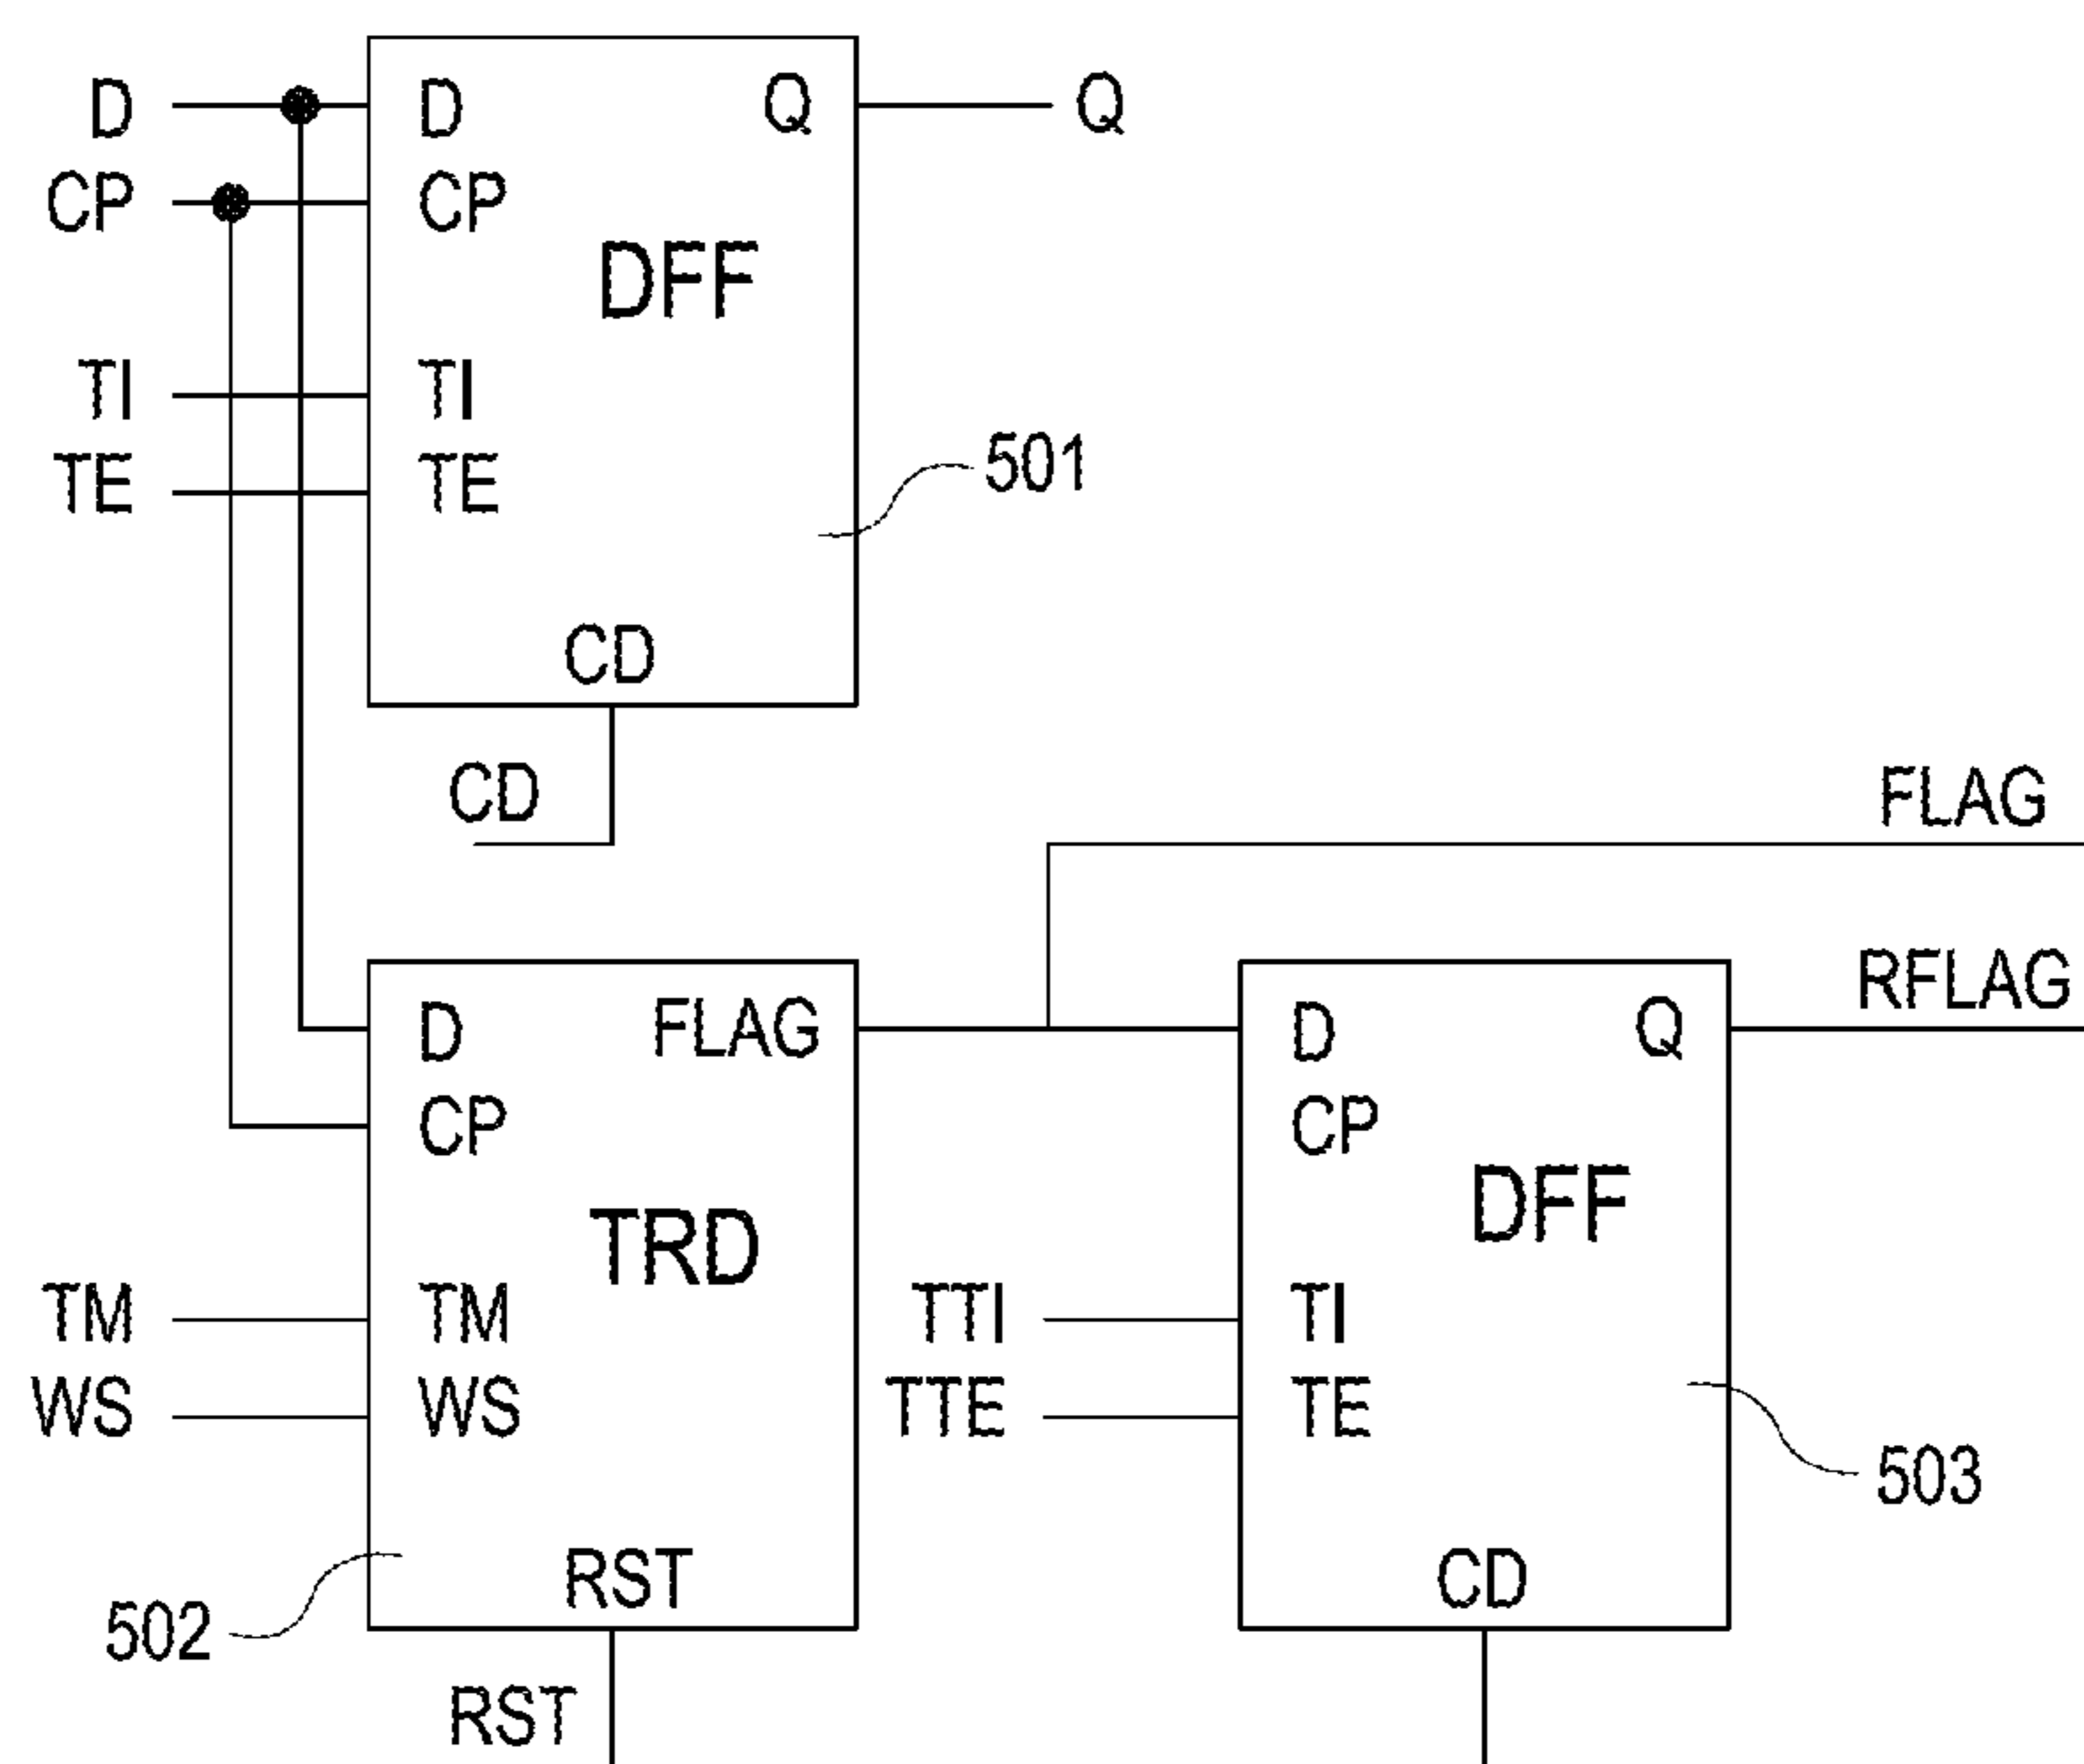 D D Q Q
CP CP
DFF
TI TI
TE TE
501
CD
CD
FLAG
RFLAG
D FLAG D Q
CP CP
TRD DFF
TM TM TTI TI
WS WS TTE TE
503
RST CD
502
RST